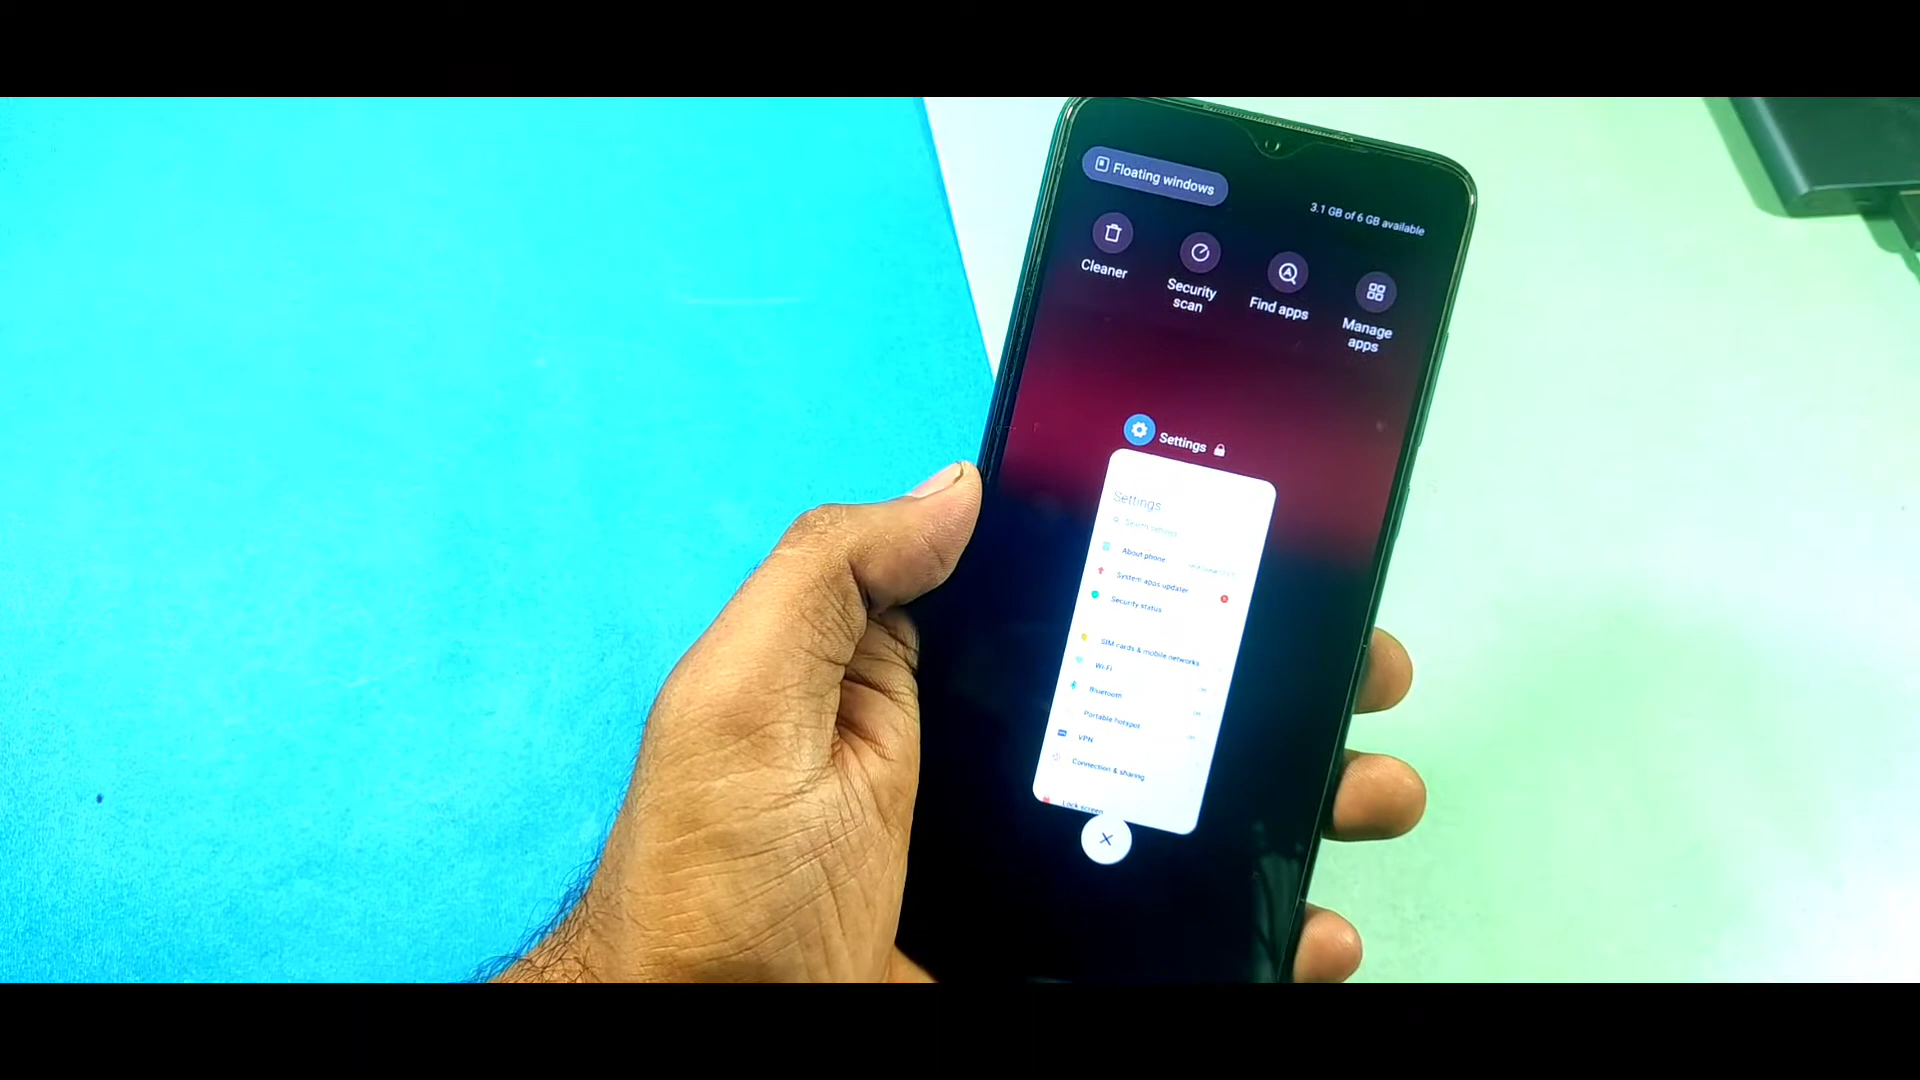 Floating windows
3.1 GB of 6 GB available
Cleaner
Security
scan
Find apps
Manage
apps
Settings
Settings
Search settings
About phone
System apps updater
Security status
SIM cards & mobile networks
Wi-Fi
Bluetooth
Portable hotspot
VPN
Connection & sharing
Lock screen